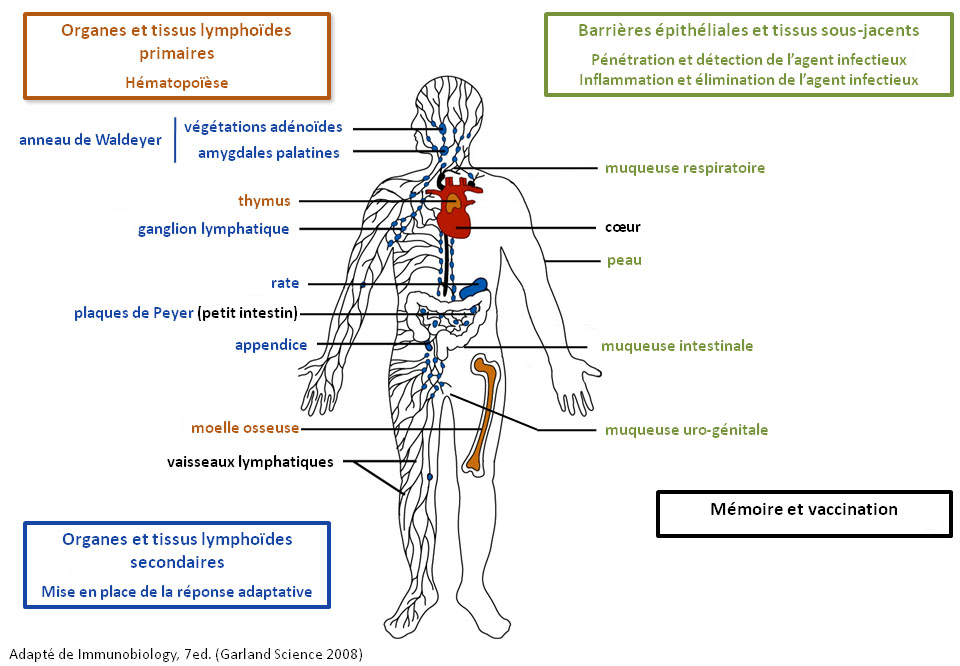 Organes et tissus lymphoïdes
primaires
Hématopoïèse
Barrières épithéliales et tissus sous-jacents
Pénétration et détection de l’agent infectieux
Inflammation et élimination de l’agent infectieux
anneau de Waldeyer
végétations adénoïdes
amygdales palatines
thymus
ganglion lymphatique
rate
plaques de Peyer (petit intestin)
appendice
moelle osseuse
vaisseaux lymphatiques
muqueuse respiratoire
cœur
peau
muqueuse intestinale
muqueuse uro-génitale
Mémoire et vaccination
Organes et tissus lymphoïdes
secondaires
Mise en place de la réponse adaptative
Adapté de Immunobiology, 7ed. (Garland Science 2008)